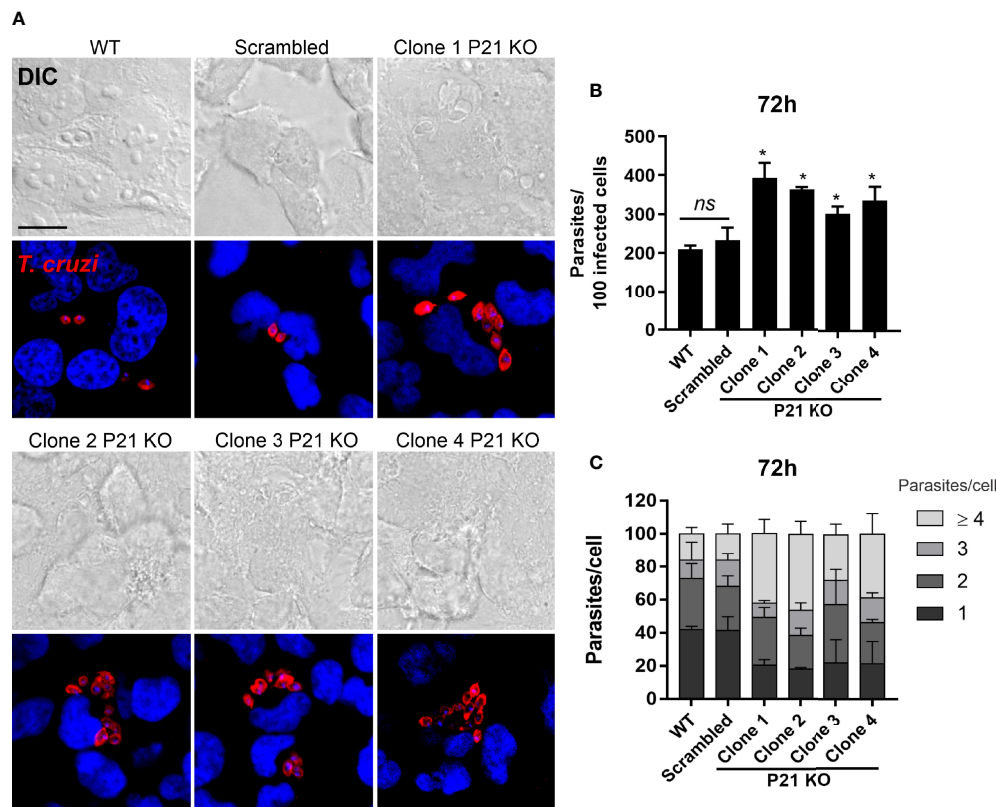 A
WT
Scrambled
Clone 1 P21 KO
DIC
T. cruzi
Clone 2 P21 KO
Clone 3 P21 KO
Clone 4 P21 KO
B
72h
Parasites/
100 infected cells
500
400
300
200
100
0
ns
*
*
*
*
WT
Scrambled
Clone 1
Clone 2
Clone 3
Clone 4
P21 KO
C
72h
Parasites/cell
120
100
80
60
40
20
0
WT
Scrambled
Clone 1
Clone 2
Clone 3
Clone 4
P21 KO
Parasites/cell
≥ 4
3
2
1